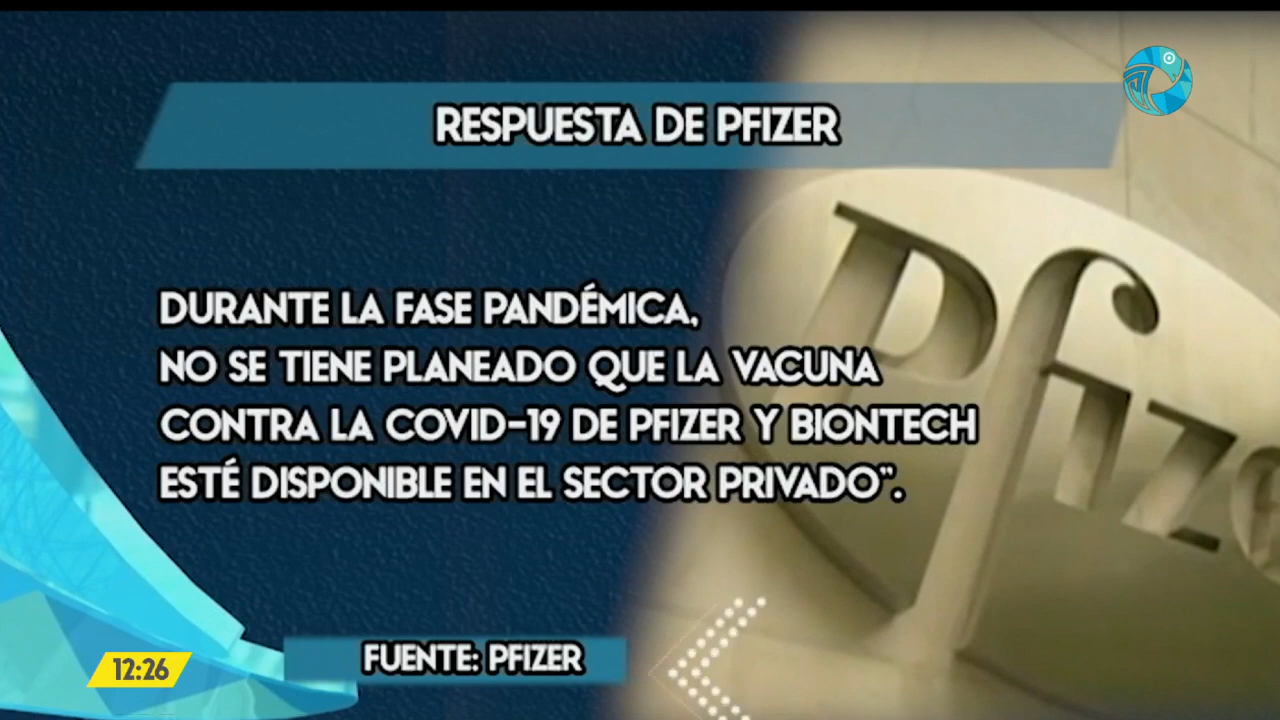 RESPUESTA DE PFIZER
DURANTE LA FASE PANDÉMICA,
NO SE TIENE PLANEADO QUE LA VACUNA
CONTRA LA COVID-19 DE PFIZER Y BIONTECH
ESTÉ DISPONIBLE EN EL SECTOR PRIVADO”.
Pfize
FUENTE: PFIZER
12:26